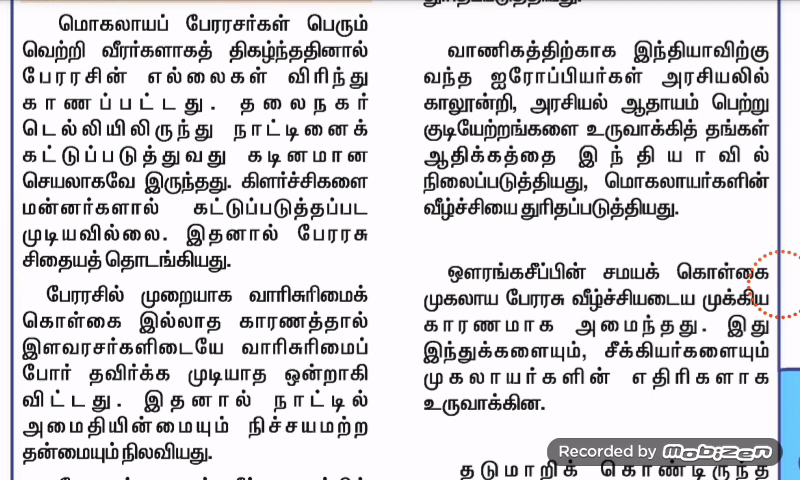 மொகலாயப் பேரரசர்கள் பெரும்
வெற்றி வீரர்களாகத் திகழ்ந்ததினால்
பேரரசின் எல்லைகள் விரிந்து
காணப்பட்டது. தலைநகர்
டெல்லியிலிருந்து நாட்டினைக்
கட்டுப்படுத்துவது கடினமான
செயலாகவே இருந்தது. கிளர்ச்சிகளை
மன்னர்களால் கட்டுப்படுத்தப்பட
முடியவில்லை. இதனால் பேரரசு
சிதையத் தொடங்கியது.
பேரரசில் முறையாக வாரிசுரிமைக்
கொள்கை இல்லாத காரணத்தால்
இளவரசர்களிடையே வாரிசுரிமைப்
போர் தவிர்க்க முடியாத ஒன்றாகி
விட்டது. இதனால் நாட்டில்
அமைதியின்மையும் நிச்சயமற்ற
தன்மையும் நிலவியது.
வாணிகத்திற்காக இந்தியாவிற்கு
வந்த ஐரோப்பியர்கள் அரசியலில்
காலூன்றி, அரசியல் ஆதாயம் பெற்று
குடியேற்றங்களை உருவாக்கித் தங்கள்
ஆதிக்கத்தை இந்தியாவில்
நிலைப்படுத்தியது, மொகலாயர்களின்
வீழ்ச்சியை துரிதப்படுத்தியது.
ஔரங்கசீப்பின் சமயக் கொள்கை
முகலாய பேரரசு வீழ்ச்சியடைய முக்கிய
காரணமாக அமைந்தது. இது
இந்துக்களையும், சீக்கியர்களையும்
முகலாயர்களின் எதிரிகளாக
உருவாக்கின.
தடுமாறிக் கொண்டிருந்த
Recorded by Mobizen